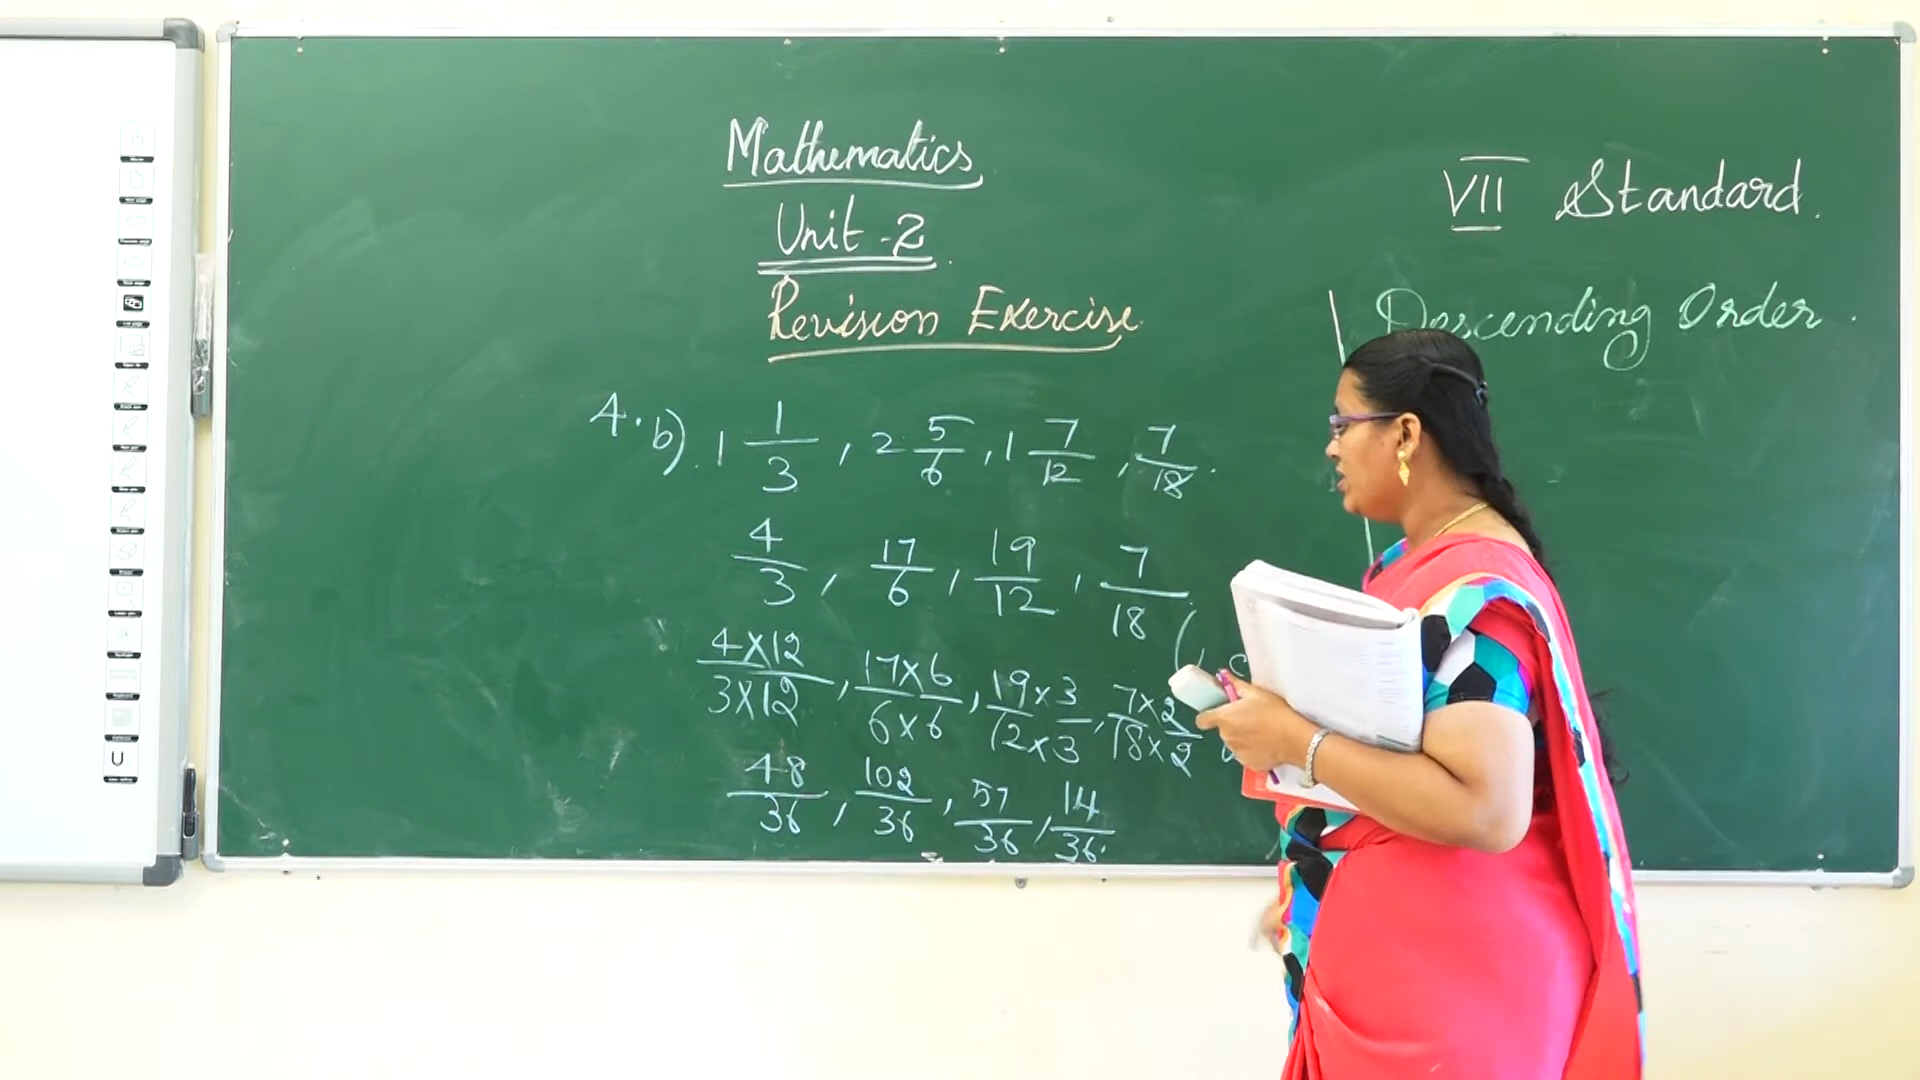 Mathematics
Unit - 2
Revision Exercise
VII Standard.
Descending Order.
4. b). 1 1/3, 2 5/6, 1 7/12, 7/18.
4/3, 17/6, 19/12, 7/18
4×12/3×12, 17×6/6×6, 19×3/12×3, 7×2/18×2
48/36, 102/36, 57/36, 14/36.